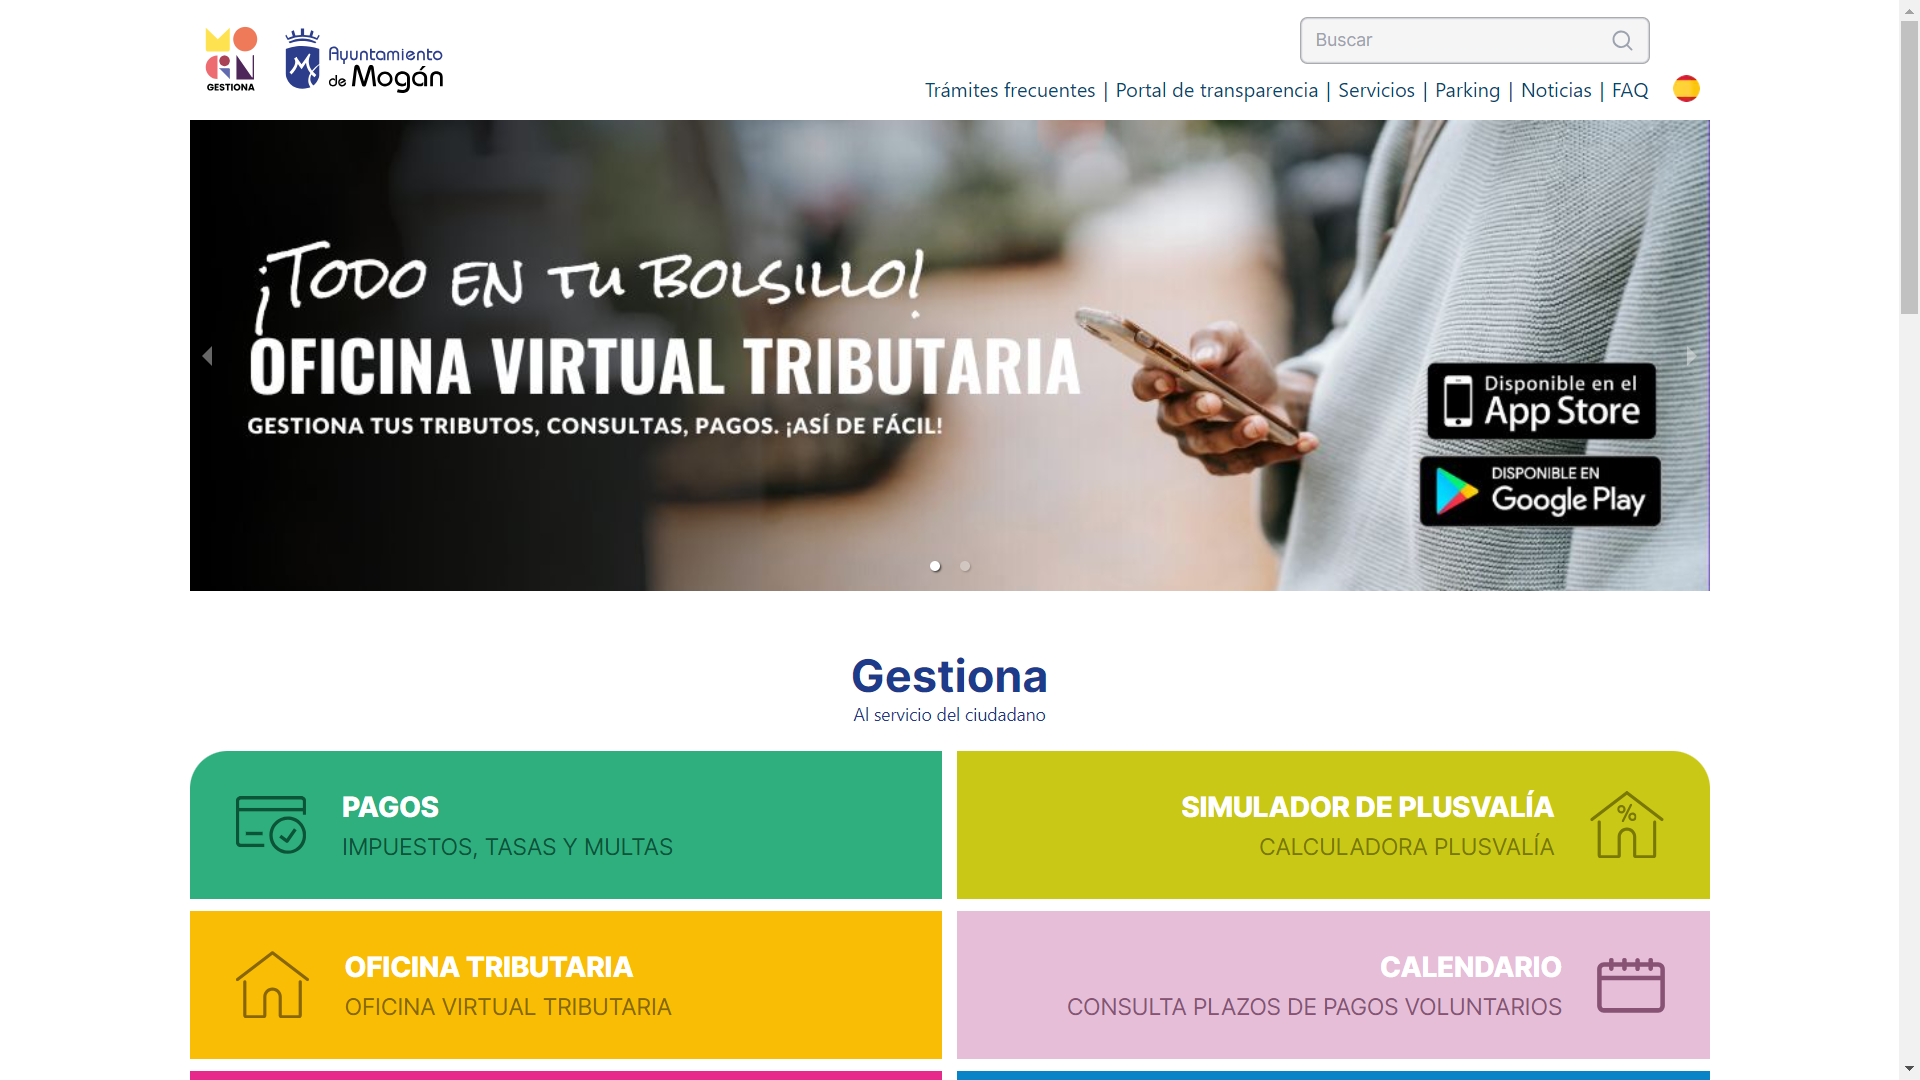 GESTIONA
Ayuntamiento
de Mogán
Buscar
Trámites frecuentes | Portal de transparencia | Servicios | Parking | Noticias | FAQ
¡TODO EN TU BOLSILLO!
OFICINA VIRTUAL TRIBUTARIA
GESTIONA TUS TRIBUTOS, CONSULTAS, PAGOS. ¡ASÍ DE FÁCIL!
Disponible en el
App Store
DISPONIBLE EN
Google Play
Gestiona
Al servicio del ciudadano
PAGOS
IMPUESTOS, TASAS Y MULTAS
SIMULADOR DE PLUSVALÍA
CALCULADORA PLUSVALÍA
%
OFICINA TRIBUTARIA
OFICINA VIRTUAL TRIBUTARIA
CALENDARIO
CONSULTA PLAZOS DE PAGOS VOLUNTARIOS